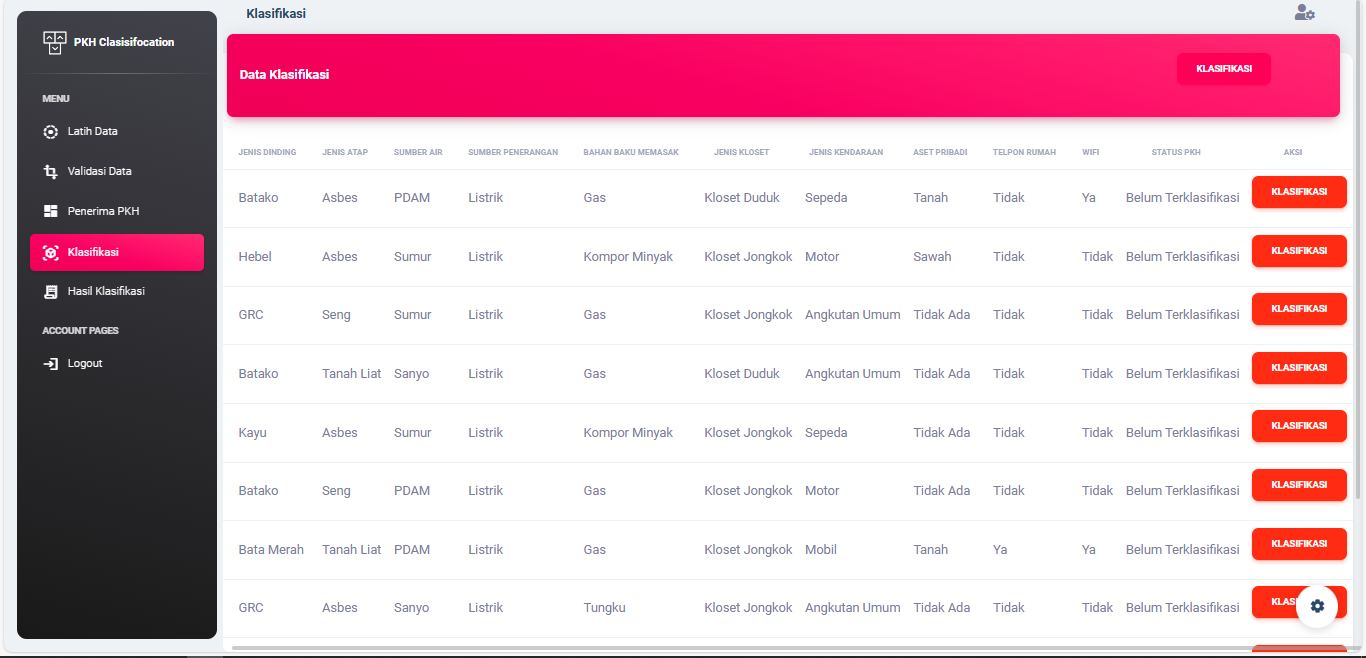 PKH Clasisifocation
MENU
Latih Data
Validasi Data
Penerima PKH
Klasifikasi
Hasil Klasifikasi
ACCOUNT PAGES
Logout
Klasifikasi
Data Klasifikasi KLASIFIKASI
JENIS DINDING JENIS ATAP SUMBER AIR SUMBER PENERANGAN BAHAN BAKU MEMASAK JENIS KLOSET JENIS KENDARAAN ASET PRIBADI TELPON RUMAH WIFI STATUS PKH AKSI
Batako Asbes PDAM Listrik Gas Kloset Duduk Sepeda Tanah Tidak Ya Belum Terklasifikasi KLASIFIKASI
Hebel Asbes Sumur Listrik Kompor Minyak Kloset Jongkok Motor Sawah Tidak Tidak Belum Terklasifikasi KLASIFIKASI
GRC Seng Sumur Listrik Gas Kloset Jongkok Angkutan Umum Tidak Ada Tidak Tidak Belum Terklasifikasi KLASIFIKASI
Batako Tanah Liat Sanyo Listrik Gas Kloset Duduk Angkutan Umum Tidak Ada Tidak Tidak Belum Terklasifikasi KLASIFIKASI
Kayu Asbes Sumur Listrik Kompor Minyak Kloset Jongkok Sepeda Tidak Ada Tidak Tidak Belum Terklasifikasi KLASIFIKASI
Batako Seng PDAM Listrik Gas Kloset Jongkok Motor Tidak Ada Tidak Tidak Belum Terklasifikasi KLASIFIKASI
Bata Merah Tanah Liat PDAM Listrik Gas Kloset Jongkok Mobil Tanah Ya Ya Belum Terklasifikasi KLASIFIKASI
GRC Asbes Sanyo Listrik Tungku Kloset Jongkok Angkutan Umum Tidak Ada Tidak Tidak Belum Terklasifikasi